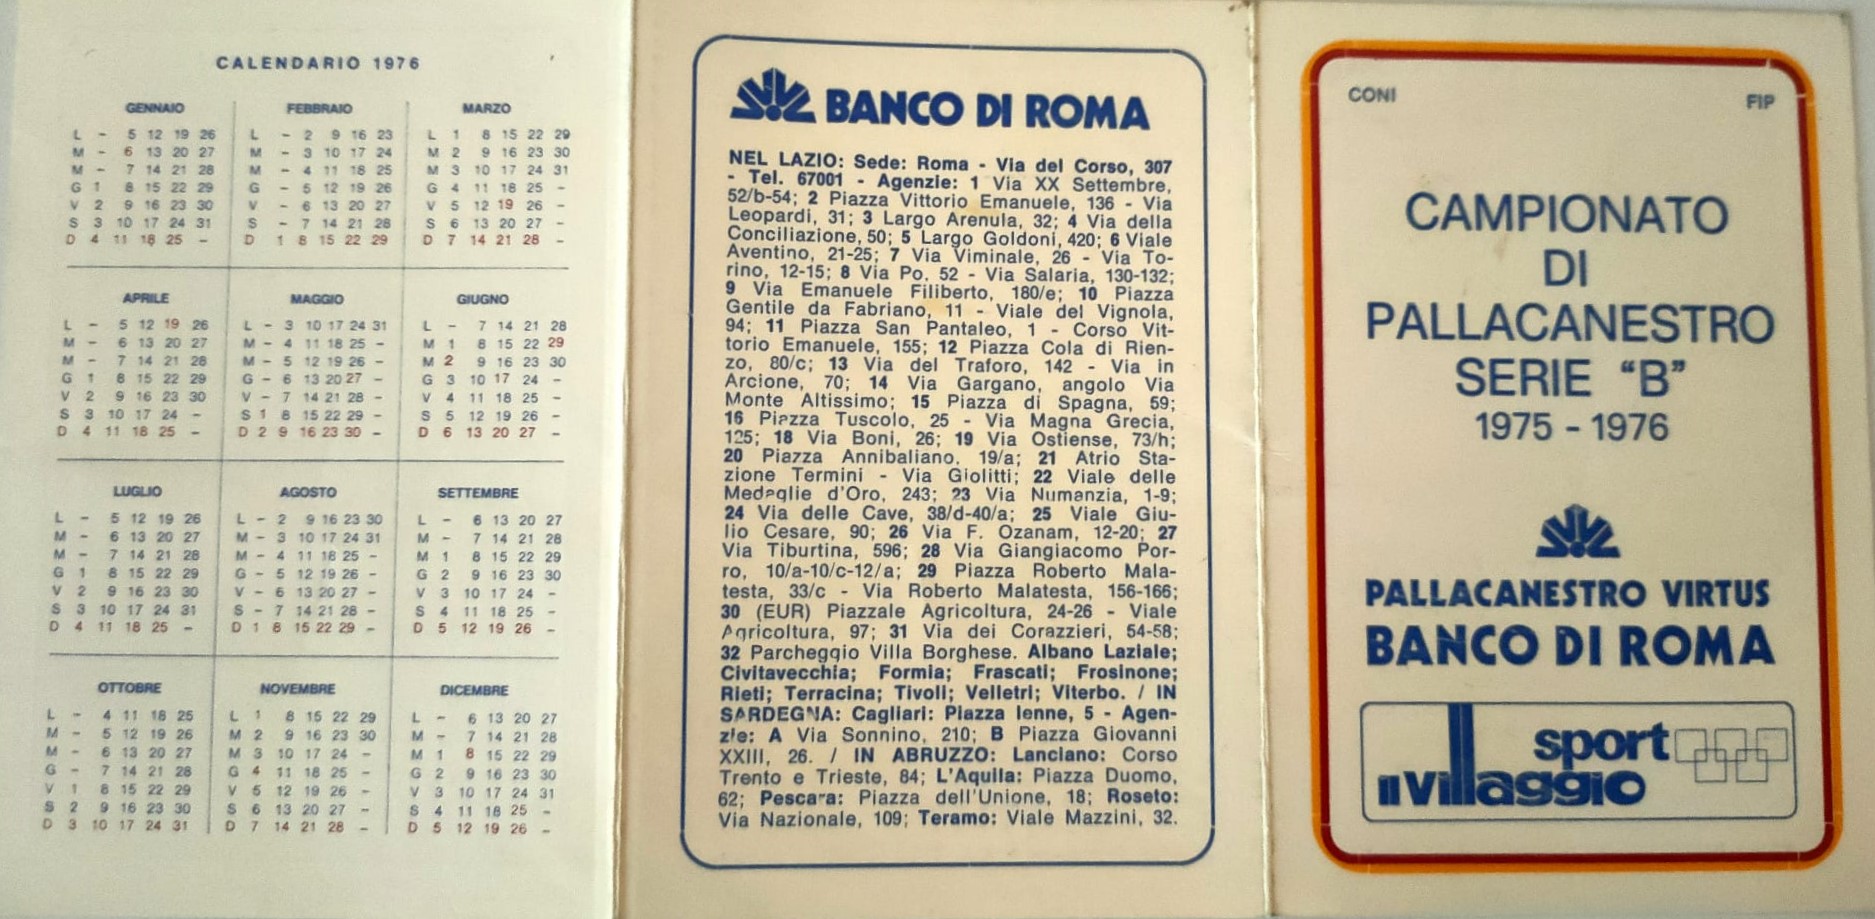 CALENDARIO 1976
GENNAIO
L - 5 12 19 26
M - 6 13 20 27
M - 7 14 21 28
G 1 8 15 22 29
V 2 9 16 23 30
S 3 10 17 24 31
D 4 11 18 25 -
FEBBRAIO
L - 2 9 16 23
M - 3 10 17 24
M - 4 11 18 25
G - 5 12 19 26
V - 6 13 20 27
S - 7 14 21 28
D 1 8 15 22 29
MARZO
L 1 8 15 22 29
M 2 9 16 23 30
M 3 10 17 24 31
G 4 11 18 25 -
V 5 12 19 26 -
S 6 13 20 27 -
D 7 14 21 28 -
APRILE
L - 5 12 19 26
M - 6 13 20 27
M - 7 14 21 28
G 1 8 15 22 29
V 2 9 16 23 30
S 3 10 17 24 -
D 4 11 18 25 -
MAGGIO
L - 3 10 17 24 31
M - 4 11 18 25 -
M - 5 12 19 26 -
G - 6 13 20 27 -
V - 7 14 21 28 -
S 1 8 15 22 29 -
D 2 9 16 23 30 -
GIUGNO
L - 7 14 21 28
M 1 8 15 22 29
M 2 9 16 23 30
G 3 10 17 24 -
V 4 11 18 25 -
S 5 12 19 26 -
D 6 13 20 27 -
LUGLIO
L - 5 12 19 26
M - 6 13 20 27
M - 7 14 21 28
G 1 8 15 22 29
V 2 9 16 23 30
S 3 10 17 24 31
D 4 11 18 25 -
AGOSTO
L - 2 9 16 23 30
M - 3 10 17 24 31
M - 4 11 18 25 -
G - 5 12 19 26 -
V - 6 13 20 27 -
S - 7 14 21 28 -
D 1 8 15 22 29 -
SETTEMBRE
L - 6 13 20 27
M - 7 14 21 28
M 1 8 15 22 29
G 2 9 16 23 30
V 3 10 17 24 -
S 4 11 18 25 -
D 5 12 19 26 -
OTTOBRE
L - 4 11 18 25
M - 5 12 19 26
M - 6 13 20 27
G - 7 14 21 28
V 1 8 15 22 29
S 2 9 16 23 30
D 3 10 17 24 31
NOVEMBRE
L 1 8 15 22 29
M 2 9 16 23 30
M 3 10 17 24 -
G 4 11 18 25 -
V 5 12 19 26 -
S 6 13 20 27 -
D 7 14 21 28 -
DICEMBRE
L - 6 13 20 27
M - 7 14 21 28
M 1 8 15 22 29
G 2 9 16 23 30
V 3 10 17 24 31
S 4 11 18 25 -
D 5 12 19 26 -
BANCO DI ROMA
NEL LAZIO: Sede: Roma - Via del Corso, 307
- Tel. 67001 - Agenzie: 1 Via XX Settembre,
52/b-54; 2 Piazza Vittorio Emanuele, 136 - Via
Leopardi, 31; 3 Largo Arenula, 32; 4 Via della
Conciliazione, 50; 5 Largo Goldoni, 420; 6 Viale
Aventino, 21-25; 7 Via Viminale, 26 - Via To-
rino, 12-15; 8 Via Po, 52 - Via Salaria, 130-132;
9 Via Emanuele Filiberto, 180/e; 10 Piazza
Gentile da Fabriano, 11 - Viale del Vignola,
94; 11 Piazza San Pantaleo, 1 - Corso Vit-
torio Emanuele, 155; 12 Piazza Cola di Rien-
zo, 80/c; 13 Via del Traforo, 142 - Via in
Arcione, 70; 14 Via Gargano, angolo Via
Monte Altissimo; 15 Piazza di Spagna, 59;
16 Piazza Tuscolo, 25 - Via Magna Grecia,
125; 18 Via Boni, 26; 19 Via Ostiense, 73/h;
20 Piazza Annibaliano, 19/a; 21 Atrio Sta-
zione Termini - Via Giolitti; 22 Viale delle
Medaglie d'Oro, 243; 23 Via Numanzia, 1-9;
24 Via delle Cave, 38/d-40/a; 25 Viale Giu-
lio Cesare, 90; 26 Via F. Ozanam, 12-20; 27
Via Tiburtina, 596; 28 Via Giangiacomo Por-
ro, 10/a-10/c-12/a; 29 Piazza Roberto Mala-
testa, 33/c - Via Roberto Malatesta, 156-166;
30 (EUR) Piazzale Agricoltura, 24-26 - Viale
Agricoltura, 97; 31 Via dei Corazzieri, 54-58;
32 Parcheggio Villa Borghese. Albano Laziale;
Civitavecchia; Formia; Frascati; Frosinone;
Rieti; Terracina; Tivoli; Velletri; Viterbo. / IN
SARDEGNA: Cagliari: Piazza Ienne, 5 - Agen-
zie: A Via Sonnino, 210; B Piazza Giovanni
XXIII, 26. / IN ABRUZZO: Lanciano: Corso
Trento e Trieste, 84; L'Aquila: Piazza Duomo,
62; Pescara: Piazza dell'Unione, 18; Roseto:
Via Nazionale, 109; Teramo: Viale Mazzini, 32.
CONI
FIP
CAMPIONATO
DI
PALLACANESTRO
SERIE "B"
1975 - 1976
PALLACANESTRO VIRTUS
BANCO DI ROMA
sport
il villaggio